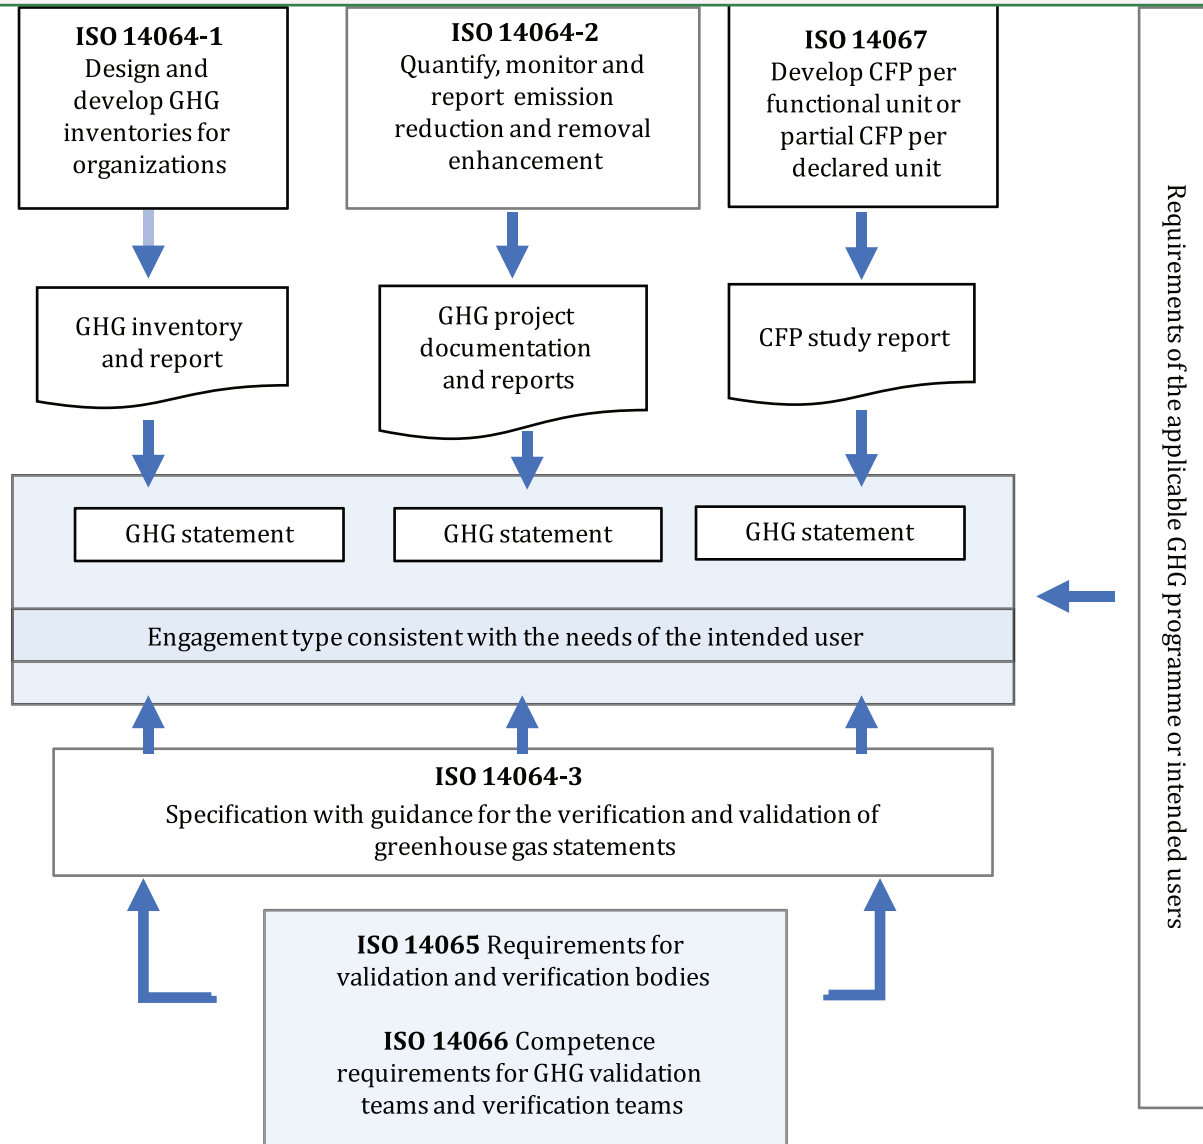 ISO 14064-1
Design and
develop GHG
inventories for
organizations
ISO 14064-2
Quantify, monitor and
report emission
reduction and removal
enhancement
ISO 14067
Develop CFP per
functional unit or
partial CFP per
declared unit
GHG inventory
and report
GHG project
documentation
and reports
CFP study report
GHG statement
GHG statement
GHG statement
Engagement type consistent with the needs of the intended user
ISO 14064-3
Specification with guidance for the verification and validation of
greenhouse gas statements
ISO 14065 Requirements for
validation and verification bodies
ISO 14066 Competence
requirements for GHG validation
teams and verification teams
Requirements of the applicable GHG programme or intended users